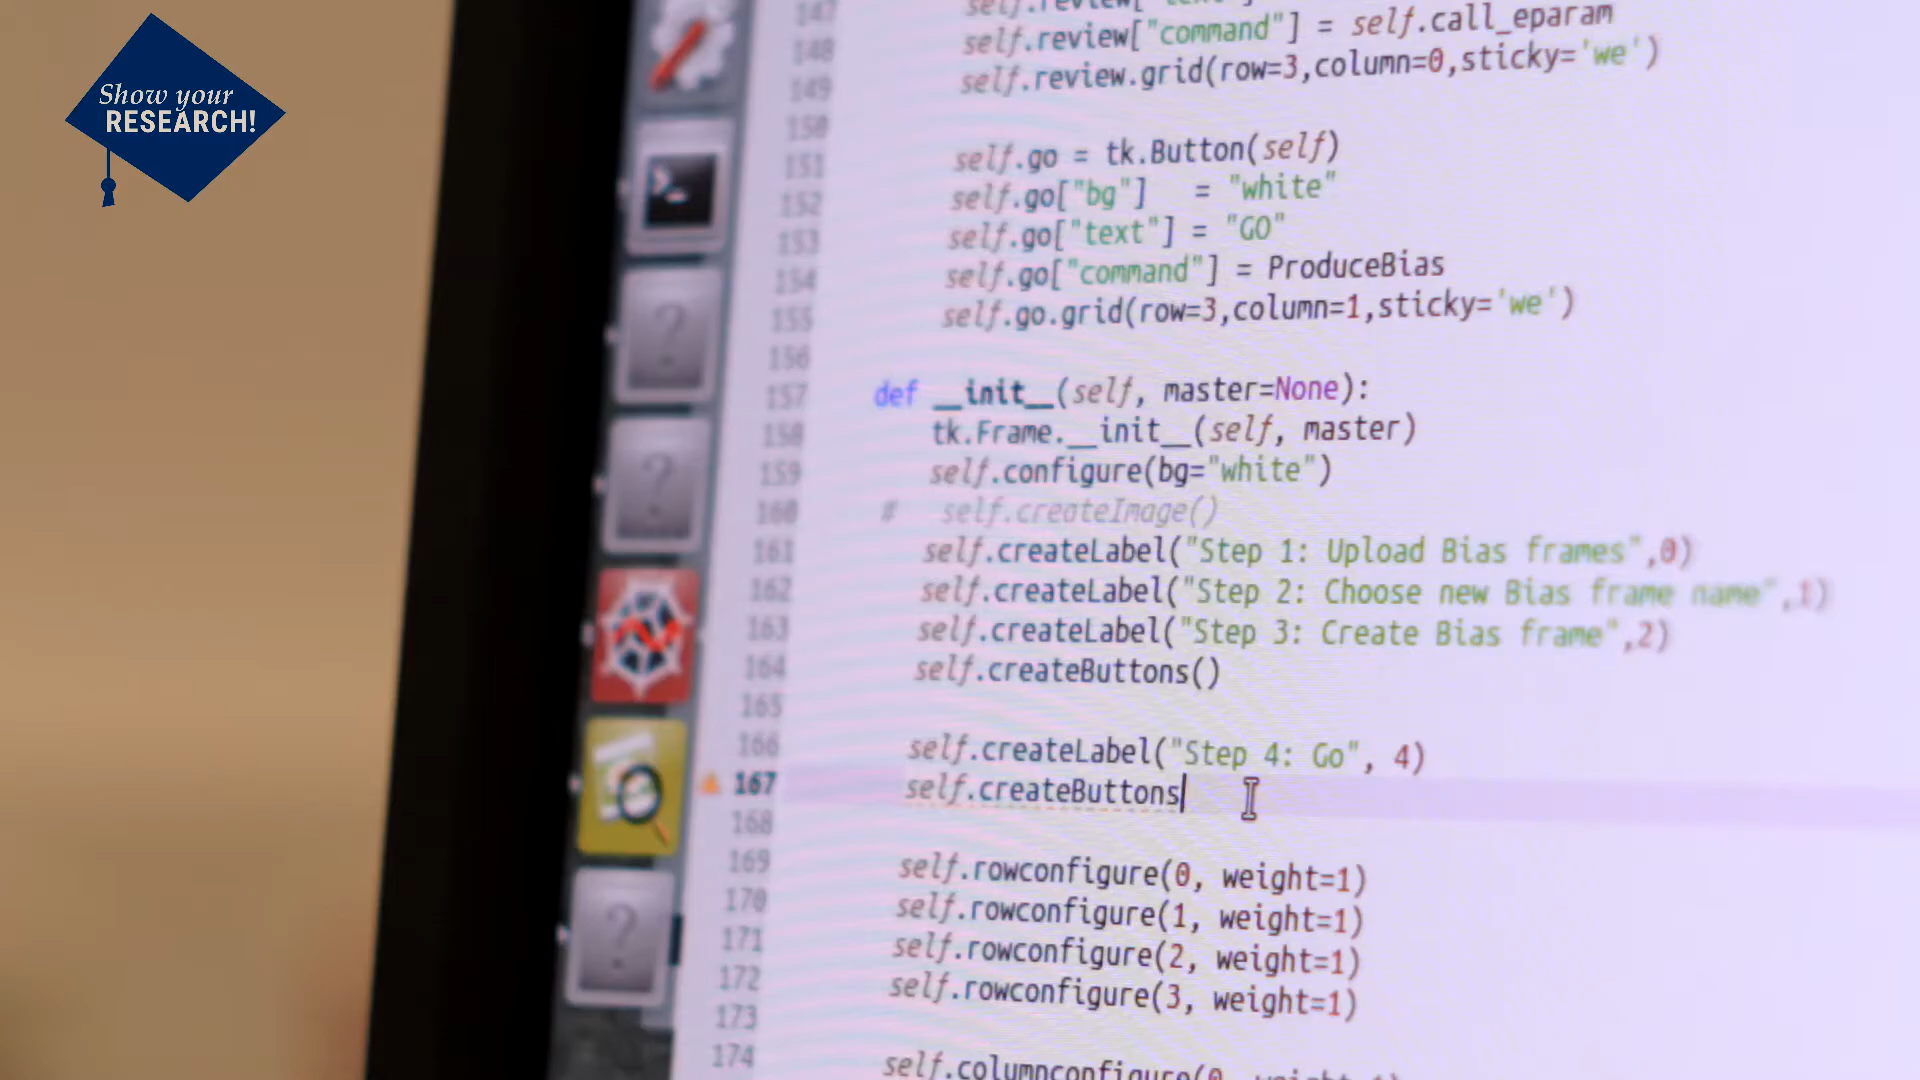 Show your
RESEARCH!
147
148 self.review["command"] = self.call_eparam
149 self.review.grid(row=3,column=0,sticky='we')
150
151 self.go = tk.Button(self)
152 self.go["bg"]   = "white"
153 self.go["text"] = "GO"
154 self.go["command"] = ProduceBias
155 self.go.grid(row=3,column=1,sticky='we')
156
157 def __init__(self, master=None):
158 tk.Frame.__init__(self, master)
159 self.configure(bg="white")
160 #   self.createImage()
161 self.createLabel("Step 1: Upload Bias frames",0)
162 self.createLabel("Step 2: Choose new Bias frame name",1)
163 self.createLabel("Step 3: Create Bias frame",2)
164 self.createButtons()
165
166 self.createLabel("Step 4: Go", 4)
167 self.createButtons
168
169 self.rowconfigure(0, weight=1)
170 self.rowconfigure(1, weight=1)
171 self.rowconfigure(2, weight=1)
172 self.rowconfigure(3, weight=1)
173
174 self.columnconfigure(0